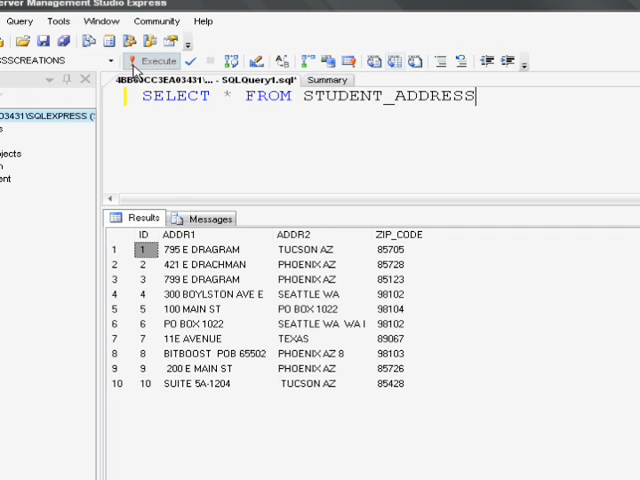 erver Management Studio Express
Query Tools Window Community Help
SSCREATIONS Execute
4BB60CC3EA03431\... - SQLQuery1.sql* Summary
03431\SQLEXPRESS (
SELECT * FROM STUDENT_ADDRESS
s
ojects
n
ent
Results Messages
ID ADDR1 ADDR2 ZIP_CODE
1 1 795 E DRAGRAM TUCSON AZ 85705
2 2 421 E DRACHMAN PHOENIX AZ 85728
3 3 799 E DRAGRAM PHOENIX AZ 85123
4 4 300 BOYLSTON AVE E SEATTLE WA 98102
5 5 100 MAIN ST PO BOX 1022 98104
6 6 PO BOX 1022 SEATTLE WA WA I 98102
7 7 11E AVENUE TEXAS 89067
8 8 BITBOOST POB 65502 PHOENIX AZ 8 98103
9 9 200 E MAIN ST PHOENIX AZ 85726
10 10 SUITE 5A-1204 TUCSON AZ 85428